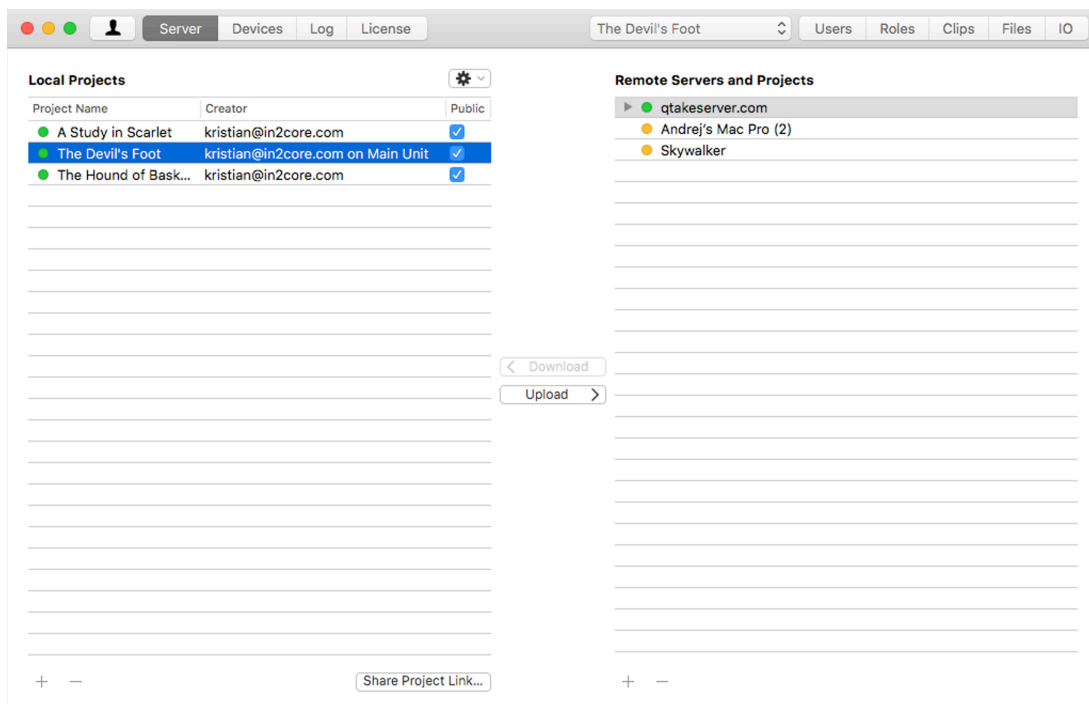 Server Devices Log License The Devil's Foot Users Roles Clips Files IO
Local Projects
Project Name Creator Public
A Study in Scarlet kristian@in2core.com
The Devil's Foot kristian@in2core.com on Main Unit
The Hound of Bask... kristian@in2core.com
Download
Upload
Share Project Link...
Remote Servers and Projects
qtakeserver.com
Andrej’s Mac Pro (2)
Skywalker